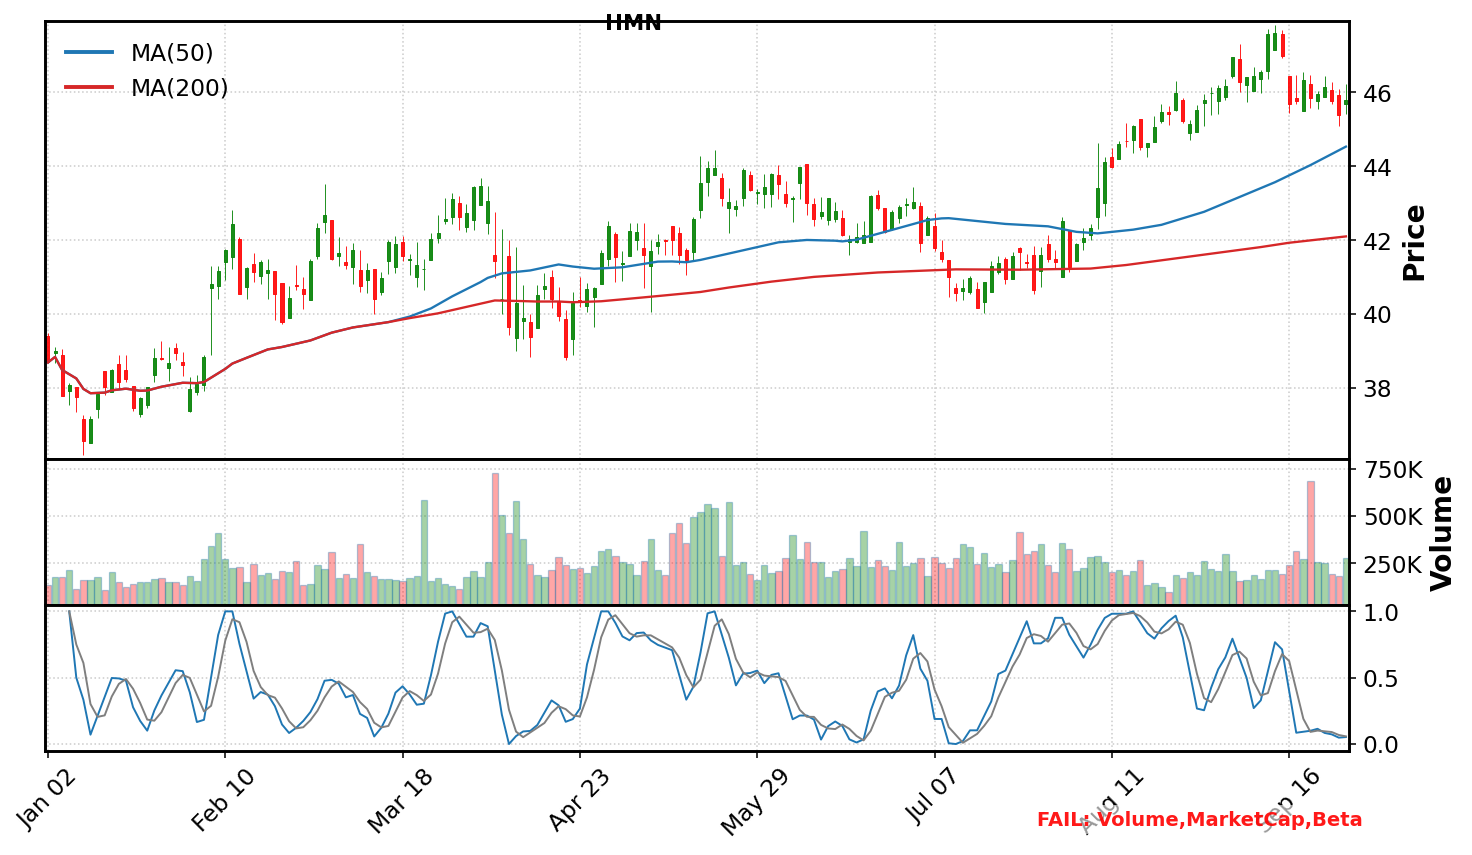 HMN
MA(50)
MA(200)
46
44
42
40
38
Price
750K
500K
250K
Volume
1.0
0.5
0.0
Jan 02
Feb 10
Mar 18
Apr 23
May 29
Jul 07
Aug 11
Sep 16
FAIL: Volume,MarketCap,Beta